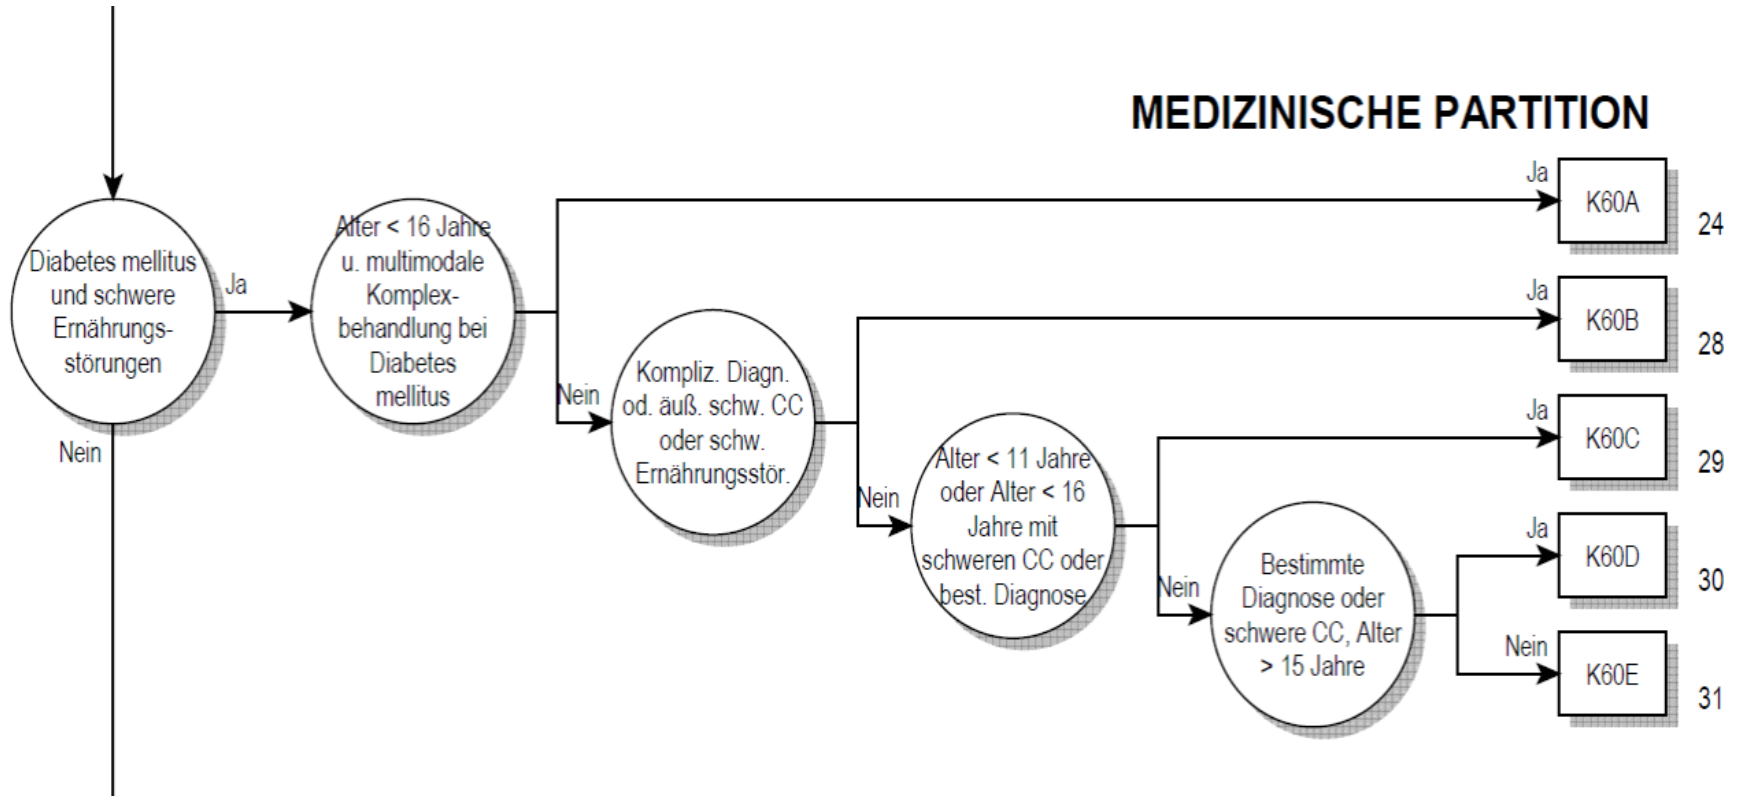 MEDIZINISCHE PARTITION
Diabetes mellitus
und schwere
Ernährungs-
störungen
Ja
Nein
Alter < 16 Jahre
u. multimodale
Komplex-
behandlung bei
Diabetes
mellitus
Ja
K60A
24
Nein
Kompliz. Diagn.
od. äuß. schw. CC
oder schw.
Ernährungsstör.
Ja
K60B
28
Nein
Alter < 11 Jahre
oder Alter < 16
Jahre mit
schweren CC oder
best. Diagnose
Ja
K60C
29
Nein
Bestimmte
Diagnose oder
schwere CC, Alter
> 15 Jahre
Ja
K60D
30
Nein
K60E
31